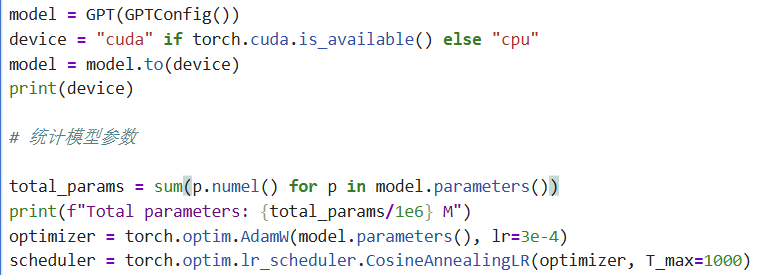 model = GPT(GPTConfig())
device = "cuda" if torch.cuda.is_available() else "cpu"
model = model.to(device)
print(device)
# 统计模型参数
total_params = sum(p.numel() for p in model.parameters())
print(f"Total parameters: {total_params/1e6} M")
optimizer = torch.optim.AdamW(model.parameters(), lr=3e-4)
scheduler = torch.optim.lr_scheduler.CosineAnnealingLR(optimizer, T_max=1000)